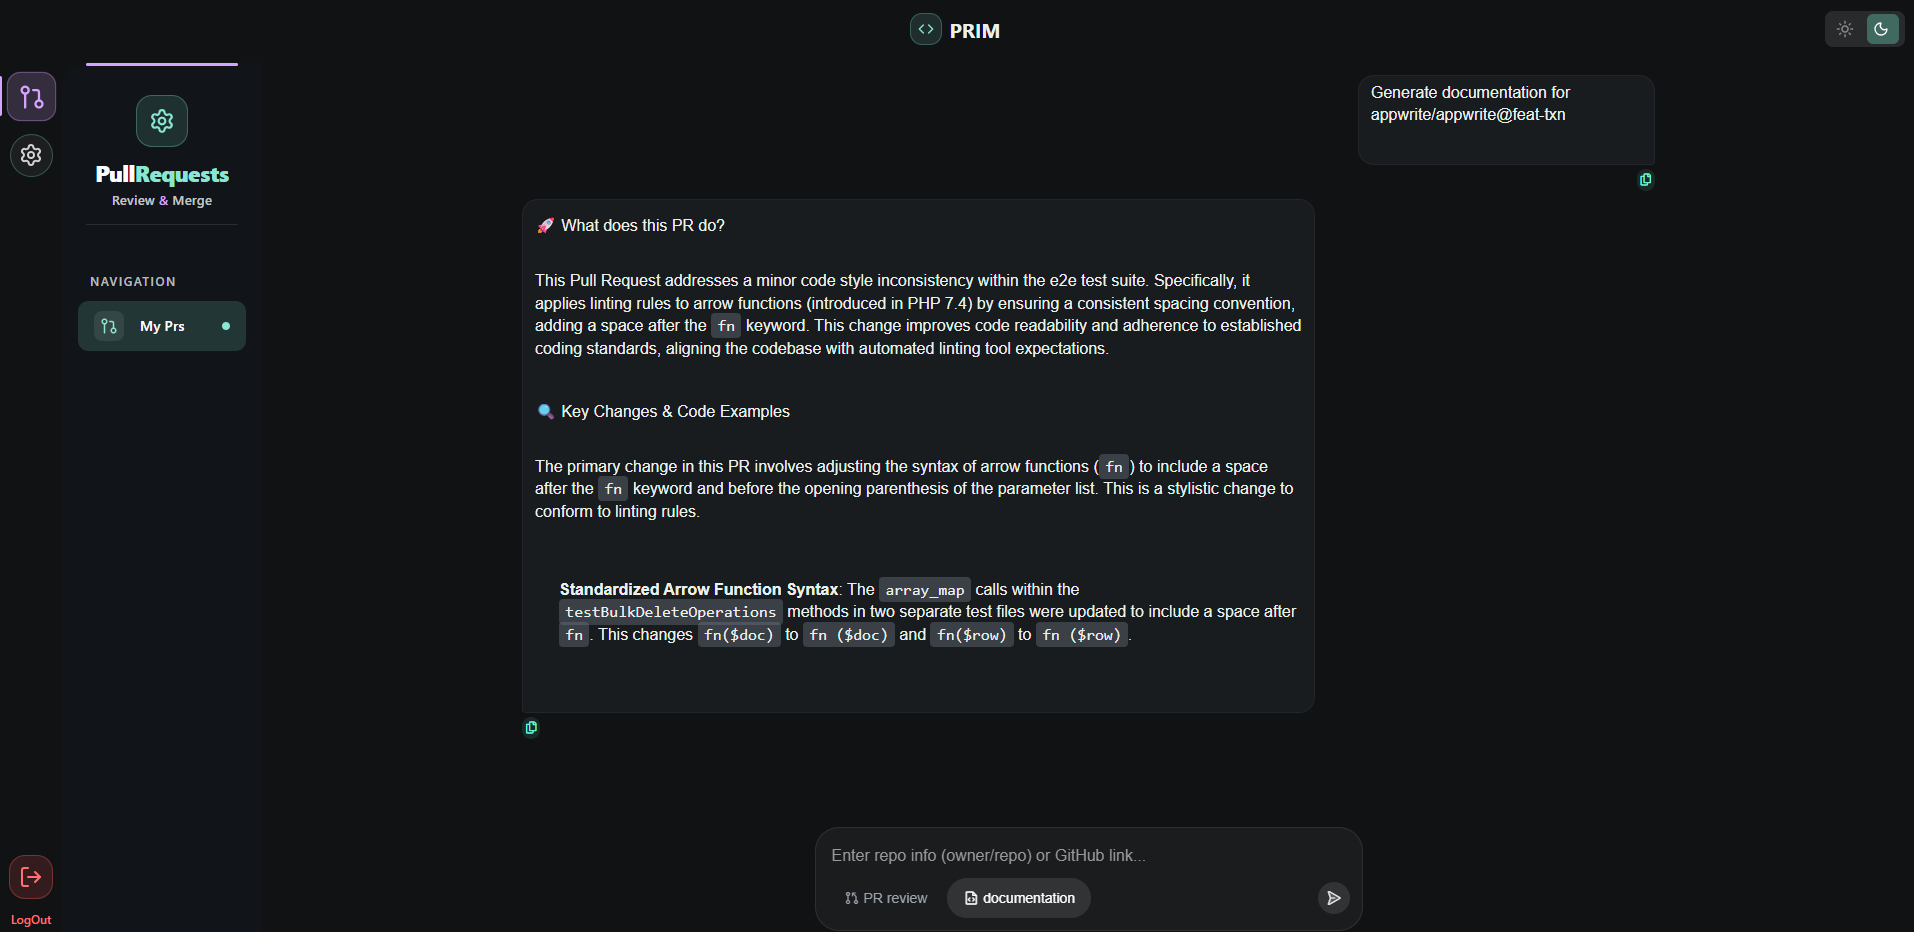 PRIM
PullRequests
Review & Merge
NAVIGATION
My Prs
LogOut
Generate documentation for
appwrite/appwrite@feat-txn
🚀 What does this PR do?
This Pull Request addresses a minor code style inconsistency within the e2e test suite. Specifically, it
applies linting rules to arrow functions (introduced in PHP 7.4) by ensuring a consistent spacing convention,
adding a space after the fn keyword. This change improves code readability and adherence to established
coding standards, aligning the codebase with automated linting tool expectations.
🔍 Key Changes & Code Examples
The primary change in this PR involves adjusting the syntax of arrow functions (fn) to include a space
after the fn keyword and before the opening parenthesis of the parameter list. This is a stylistic change to
conform to linting rules.
Standardized Arrow Function Syntax: The array_map calls within the
testBulkDeleteOperations methods in two separate test files were updated to include a space after
fn. This changes fn($doc) to fn ($doc) and fn($row) to fn ($row).
Enter repo info (owner/repo) or GitHub link...
PR review
documentation